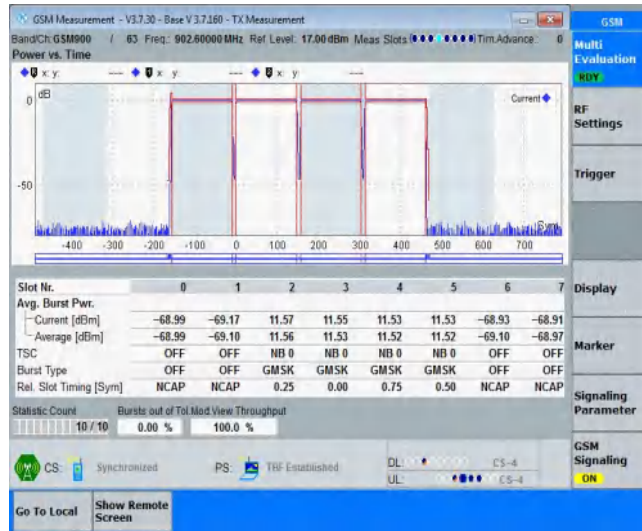 GSM Measurement - V3.7.30 - Base V 3.7.160 - TX Measurement
GSM
Band/Ch: GSM900 / 63 Freq.: 902.60000 MHz Ref. Level: 17.00 dBm Meas Slots Tim.Advance: 0
Power vs. Time
Multi Evaluation
RDY
x: y: --- x: y: --- x: y: ---
dB
Current
0
-50
Sym
-400 -300 -200 -100 0 100 200 300 400 500 600 700
RF Settings
Trigger
Slot Nr. 0 1 2 3 4 5 6 7
Avg. Burst Pwr.
Current [dBm] -68.99 -69.17 11.57 11.55 11.53 11.53 -68.93 -68.91
Average [dBm] -68.99 -69.10 11.56 11.53 11.52 11.52 -69.10 -68.97
TSC OFF OFF NB 0 NB 0 NB 0 NB 0 OFF OFF
Burst Type OFF OFF GMSK GMSK GMSK GMSK OFF OFF
Rel. Slot Timing [Sym] NCAP NCAP 0.25 0.00 0.75 0.50 NCAP NCAP
Display
Marker
Signaling Parameter
Statistic Count Bursts out of Tol. Mod.View Throughput
10 / 10 0.00 % 100.0 %
CS: Synchronized PS: TBF Established DL: CS-4
UL: CS-4
GSM Signaling
ON
Go To Local
Show Remote Screen